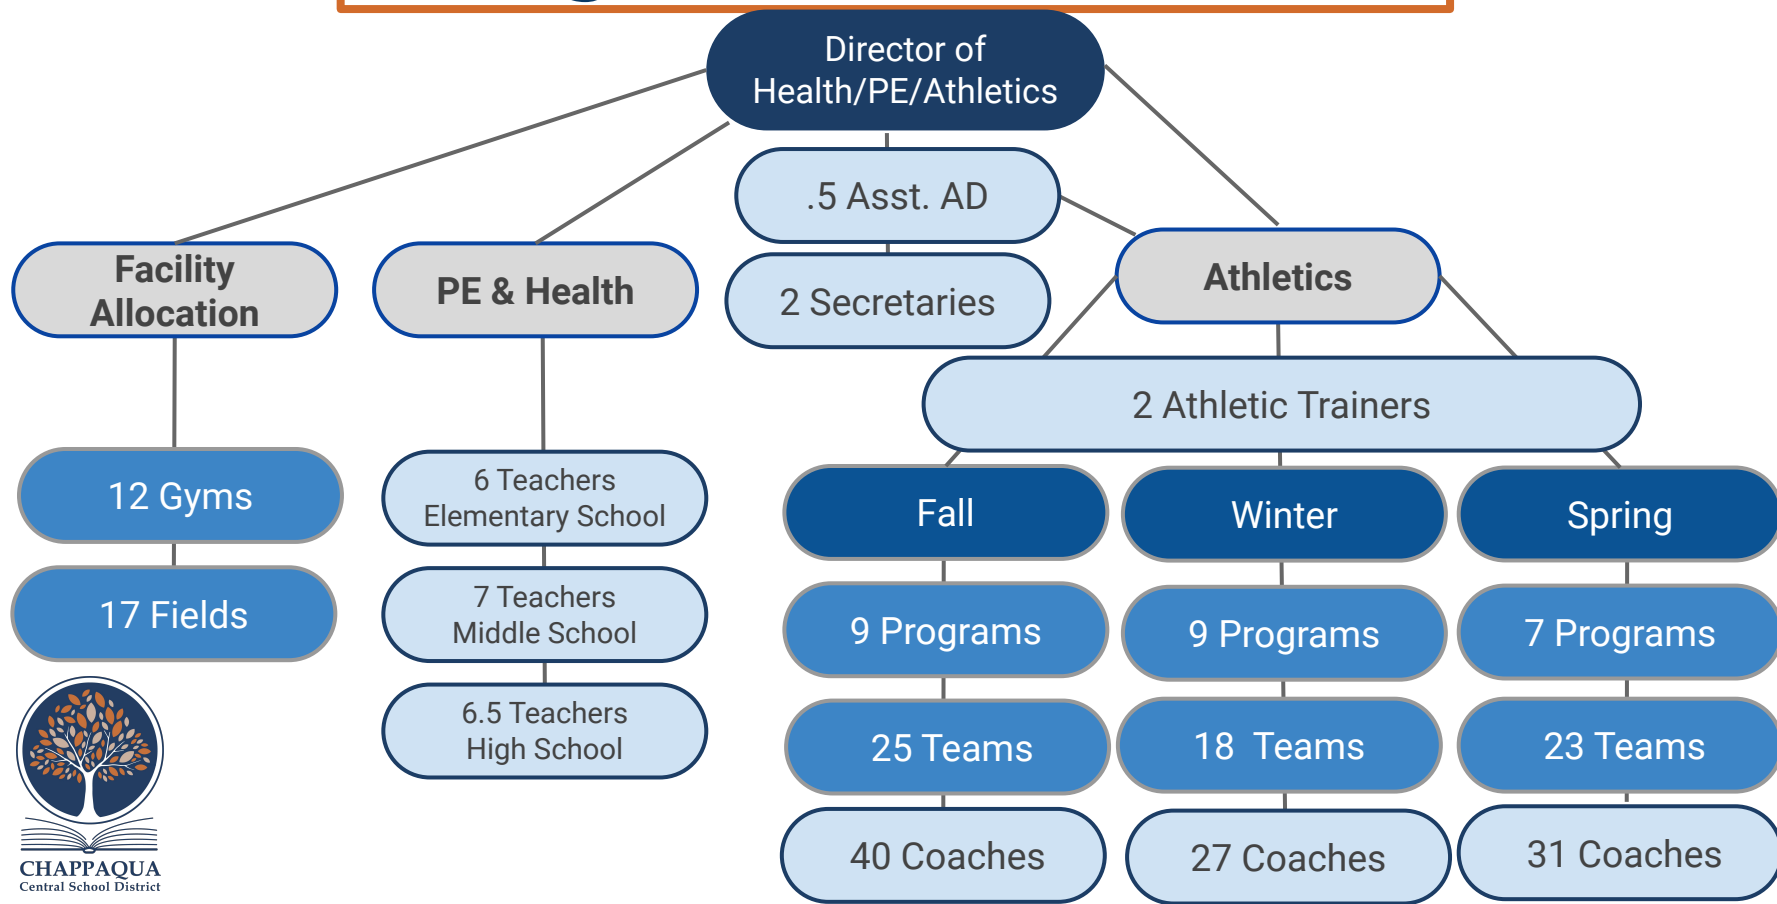 Director of
Health/PE/Athletics
.5 Asst. AD
2 Secretaries
Facility
Allocation
12 Gyms
17 Fields
PE & Health
6 Teachers
Elementary School
7 Teachers
Middle School
6.5 Teachers
High School
Athletics
2 Athletic Trainers
Fall
9 Programs
25 Teams
40 Coaches
Winter
9 Programs
18 Teams
27 Coaches
Spring
7 Programs
23 Teams
31 Coaches
CHAPPAQUA
Central School District